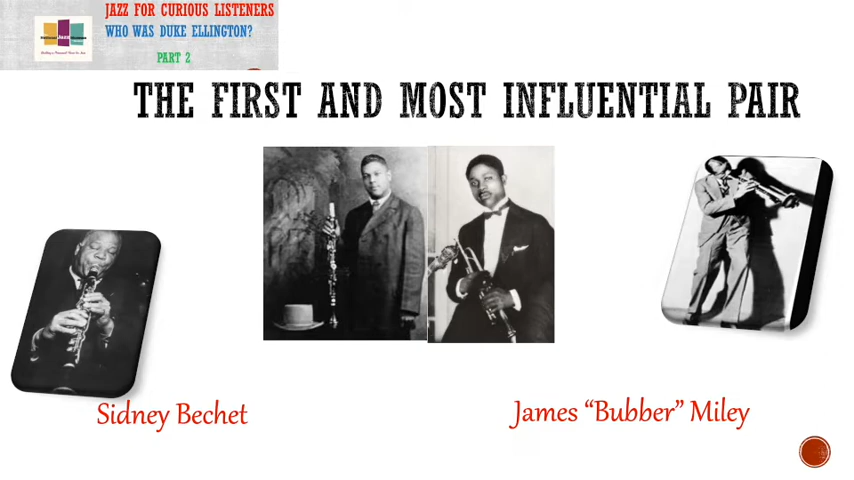 JAZZ FOR CURIOUS LISTENERS
WHO WAS DUKE ELLINGTON?
PART 2
THE FIRST AND MOST INFLUENTIAL PAIR
Sidney Bechet
James “Bubber” Miley